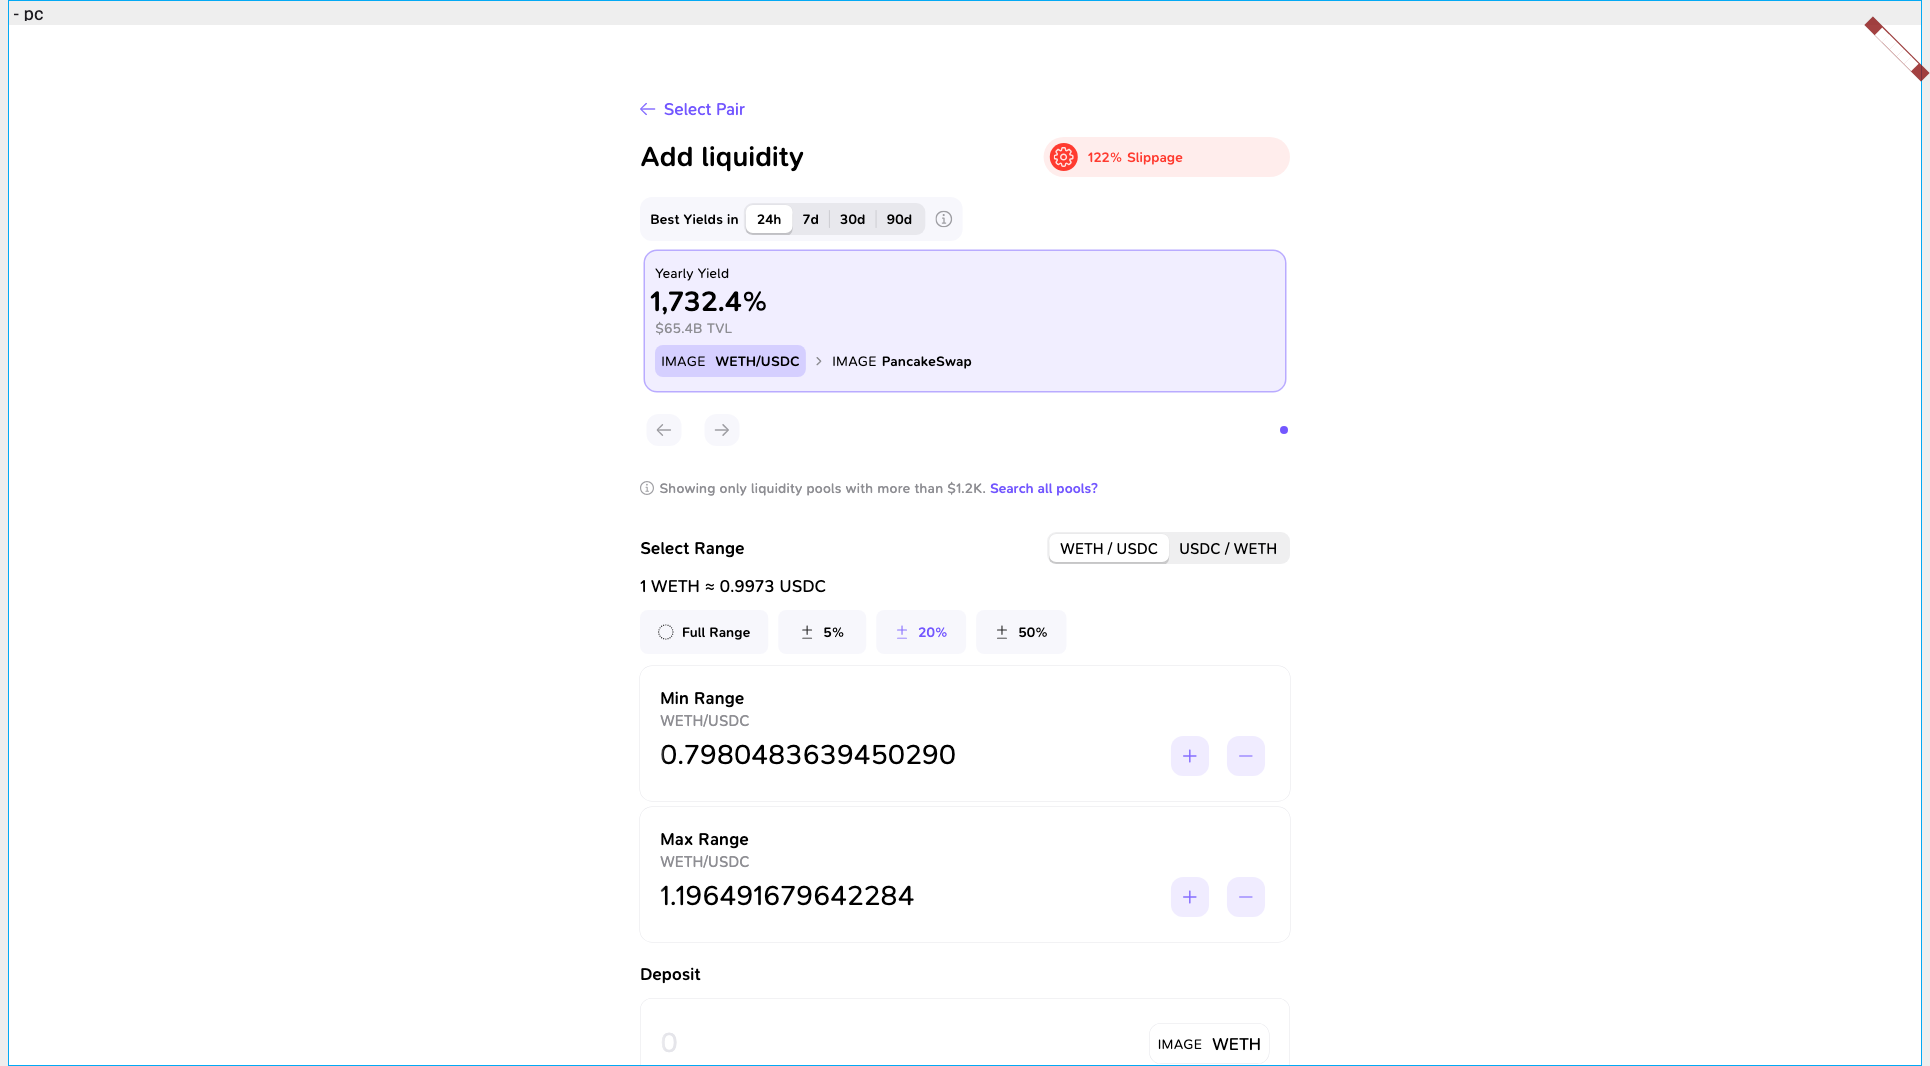 - pc
Select Pair
Add liquidity
122% Slippage
Best Yields in 24h 7d 30d 90d
Yearly Yield
1,732.4%
$65.4B TVL
IMAGE WETH/USDC > IMAGE PancakeSwap
Showing only liquidity pools with more than $1.2K. Search all pools?
Select Range
WETH / USDC USDC / WETH
1 WETH ≈ 0.9973 USDC
Full Range ± 5% ± 20% ± 50%
Min Range
WETH/USDC
0.7980483639450290
+ −
Max Range
WETH/USDC
1.196491679642284
+ −
Deposit
0
IMAGE WETH